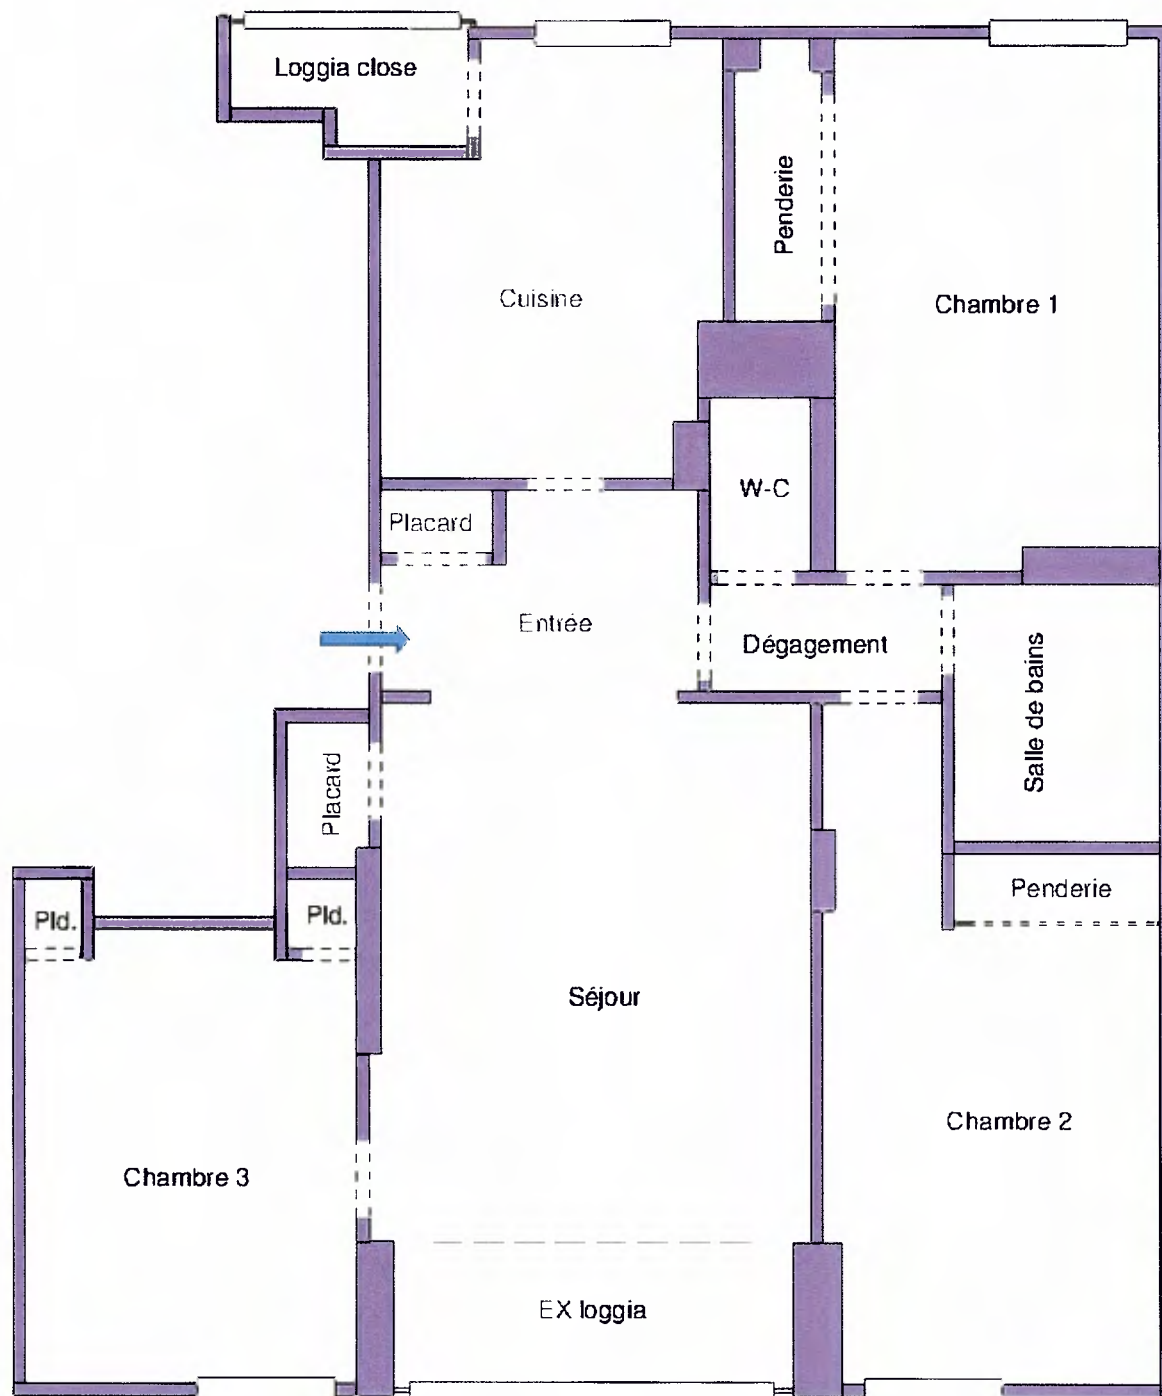 Loggia close
Penderie
Cuisine
Chambre 1
W-C
Placard
Entrée
Dégagement
Salle de bains
Placard
Penderie
Pld.
Pld.
Séjour
Chambre 2
Chambre 3
EX loggia